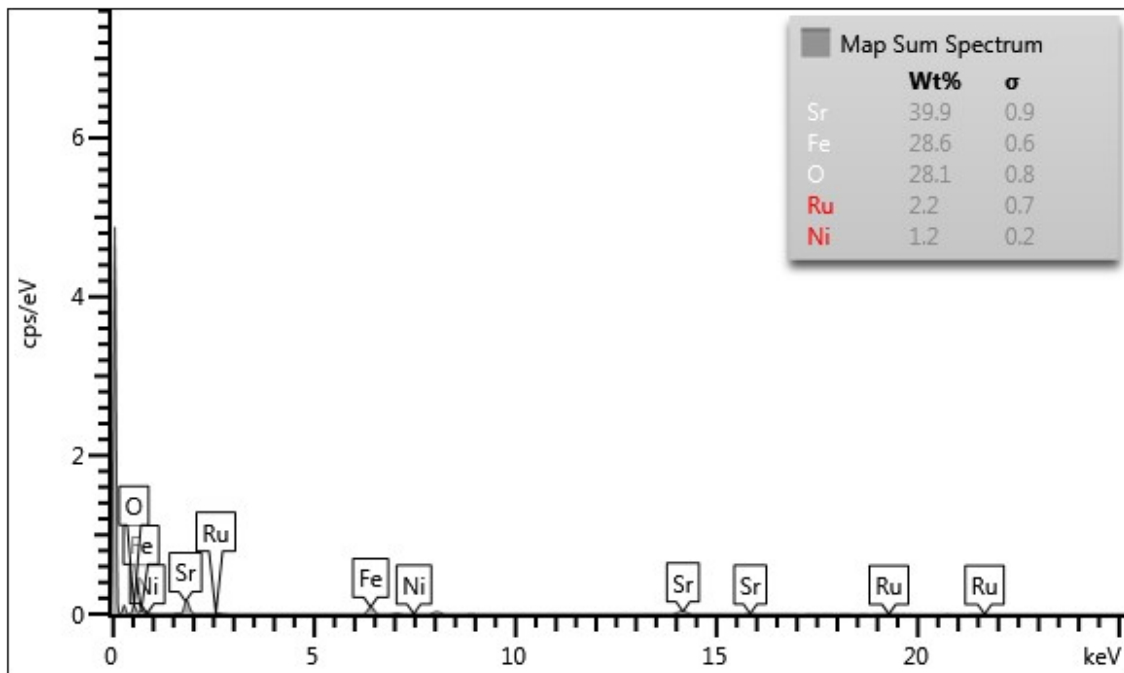 Map Sum Spectrum
Wt% σ
Sr 39.9 0.9
Fe 28.6 0.6
O 28.1 0.8
Ru 2.2 0.7
Ni 1.2 0.2
6
4
2
0
cps/eV
O
Fe
Ni
Sr
Ru
Fe
Ni
Sr
Sr
Ru
Ru
0 5 10 15 20 keV